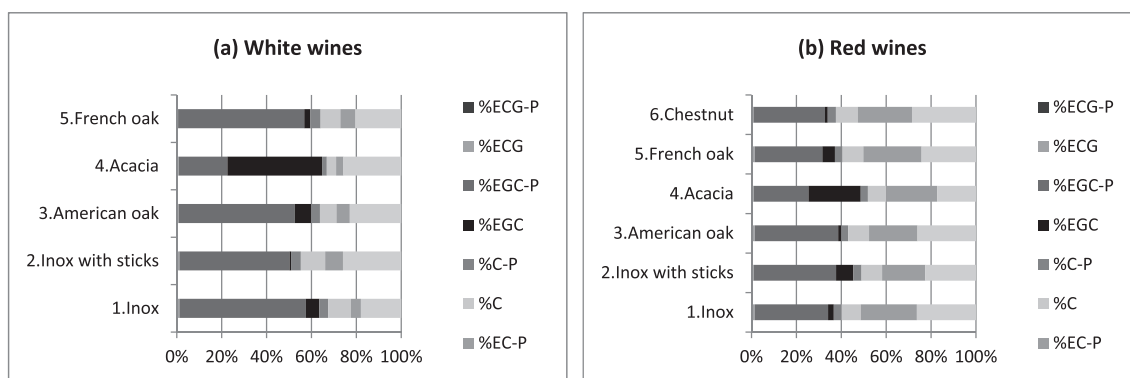 (a) White wines
5.French oak
4.Acacia
3.American oak
2.Inox with sticks
1.Inox
0% 20% 40% 60% 80% 100%
%ECG-P
%ECG
%EGC-P
%EGC
%C-P
%C
%EC-P
(b) Red wines
6.Chestnut
5.French oak
4.Acacia
3.American oak
2.Inox with sticks
1.Inox
0% 20% 40% 60% 80% 100%
%ECG-P
%ECG
%EGC-P
%EGC
%C-P
%C
%EC-P